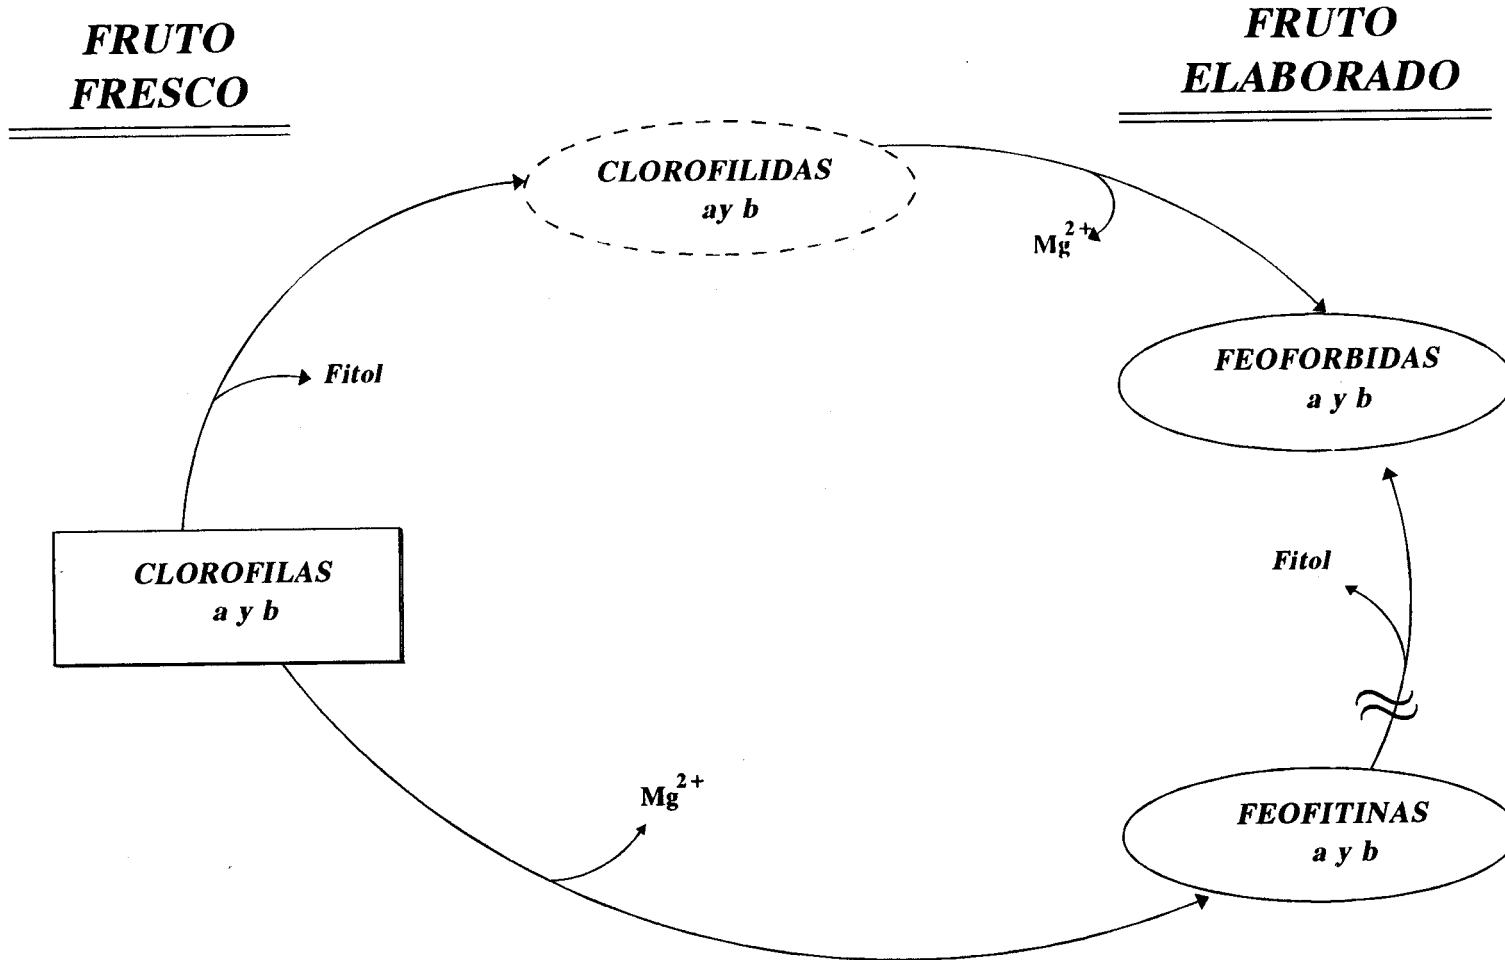 FRUTO
FRESCO
FRUTO
ELABORADO
CLOROFILIDAS
ay b
Mg2+
FEOFORBIDAS
a y b
Fitol
CLOROFILAS
a y b
Fitol
Mg2+
FEOFITINAS
a y b